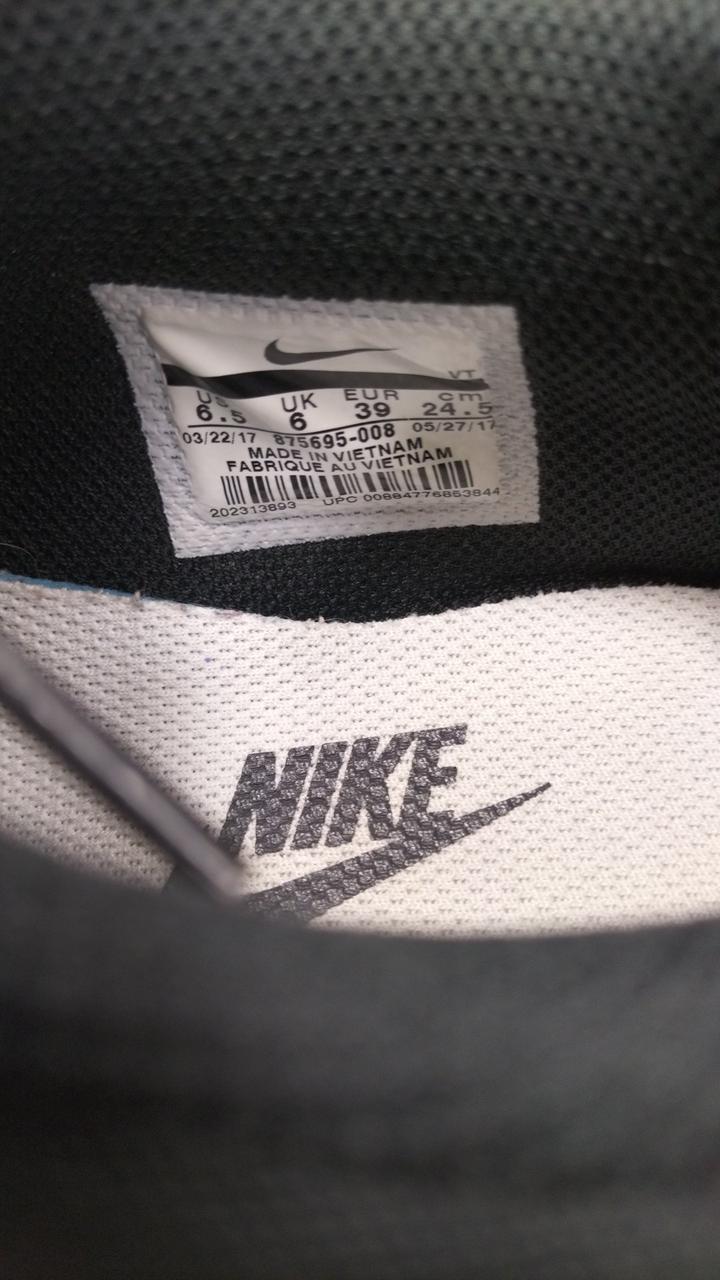 VT
US UK EUR cm
6.5 6 39 24.5
03/22/17 875695-008 05/27/17
MADE IN VIETNAM
FABRIQUE AU VIETNAM
202313893 UPC 00884776853844
NIKE